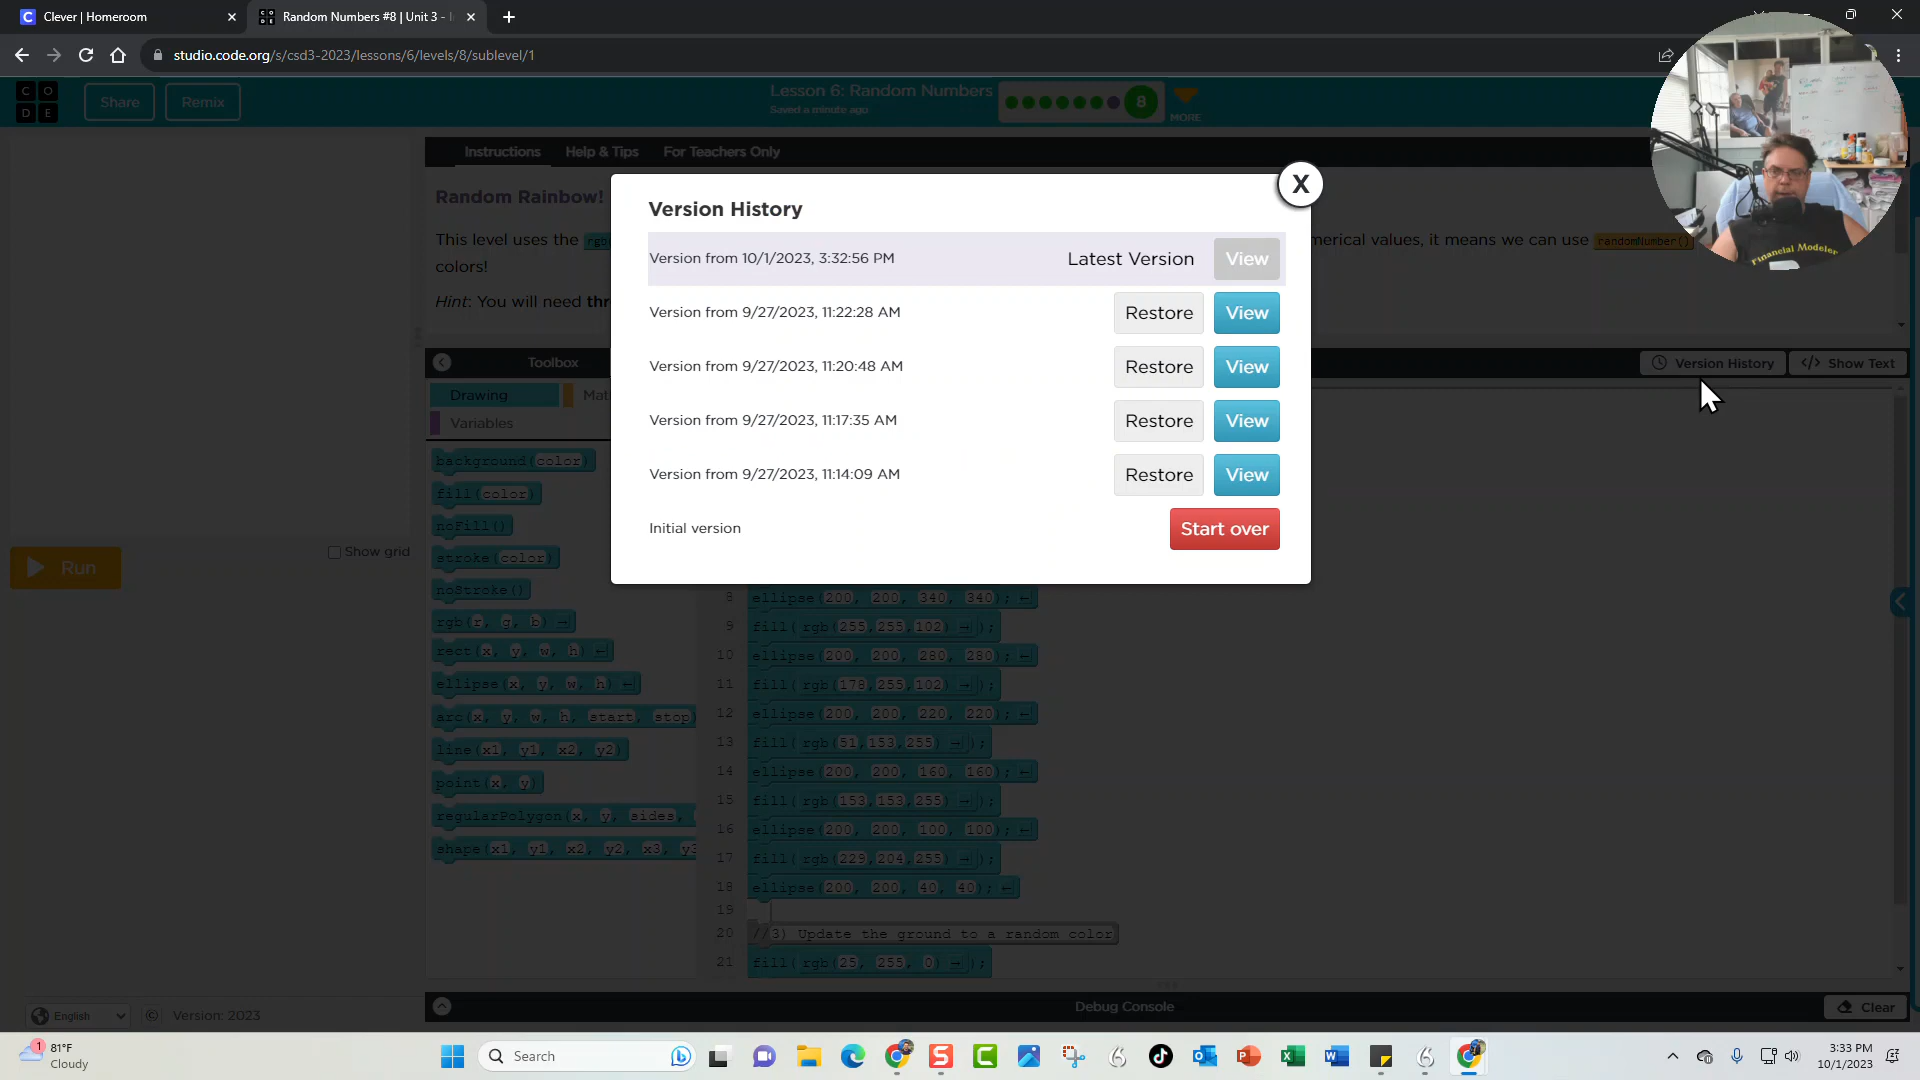 Clever | Homeroom
Random Numbers #8 | Unit 3 -
studio.code.org/s/csd3-2023/lessons/6/levels/8/sublevel/1
C O D E
Share
Remix
Lesson 6: Random Numbers
Saved a minute ago
8
MORE
Instructions
Help & Tips
For Teachers Only
Random Rainbow!
This level uses the
merical values, it means we can use randomNumber()
colors!
Hint: You will need
X
Version History
Version from 10/1/2023, 3:32:56 PM
Latest Version
View
Version from 9/27/2023, 11:22:28 AM
Restore
View
Version from 9/27/2023, 11:20:48 AM
Restore
View
Version from 9/27/2023, 11:17:35 AM
Restore
View
Version from 9/27/2023, 11:14:09 AM
Restore
View
Initial version
Start over
Financial Modeler
Toolbox
Version History
</> Show Text
Drawing
Variables
background(color)
fill(color)
noFill()
stroke(color)
noStroke()
rgb(r, g, b)
rect(x, y, w, h)
ellipse(x, y, w, h)
arc(x, y, w, h, start, stop)
line(x1, y1, x2, y2)
point(x, y)
regularPolygon(x, y, sides,
shape(x1, y1, x2, y2, x3, y3
Show grid
Run
8 ellipse(200, 200, 340, 340);
9 fill( rgb(255,255,102) );
10 ellipse(200, 200, 280, 280);
11 fill( rgb(178,255,102) );
12 ellipse(200, 200, 220, 220);
13 fill( rgb(51,153,255) );
14 ellipse(200, 200, 160, 160);
15 fill( rgb(153,153,255) );
16 ellipse(200, 200, 100, 100);
17 fill( rgb(229,204,255) );
18 ellipse(200, 200, 40, 40);
19
20 //3) Update the ground to a random color
21 fill( rgb(25, 255, 0) );
Debug Console
Clear
English
Version: 2023
1
81°F
Cloudy
Search
3:33 PM
10/1/2023